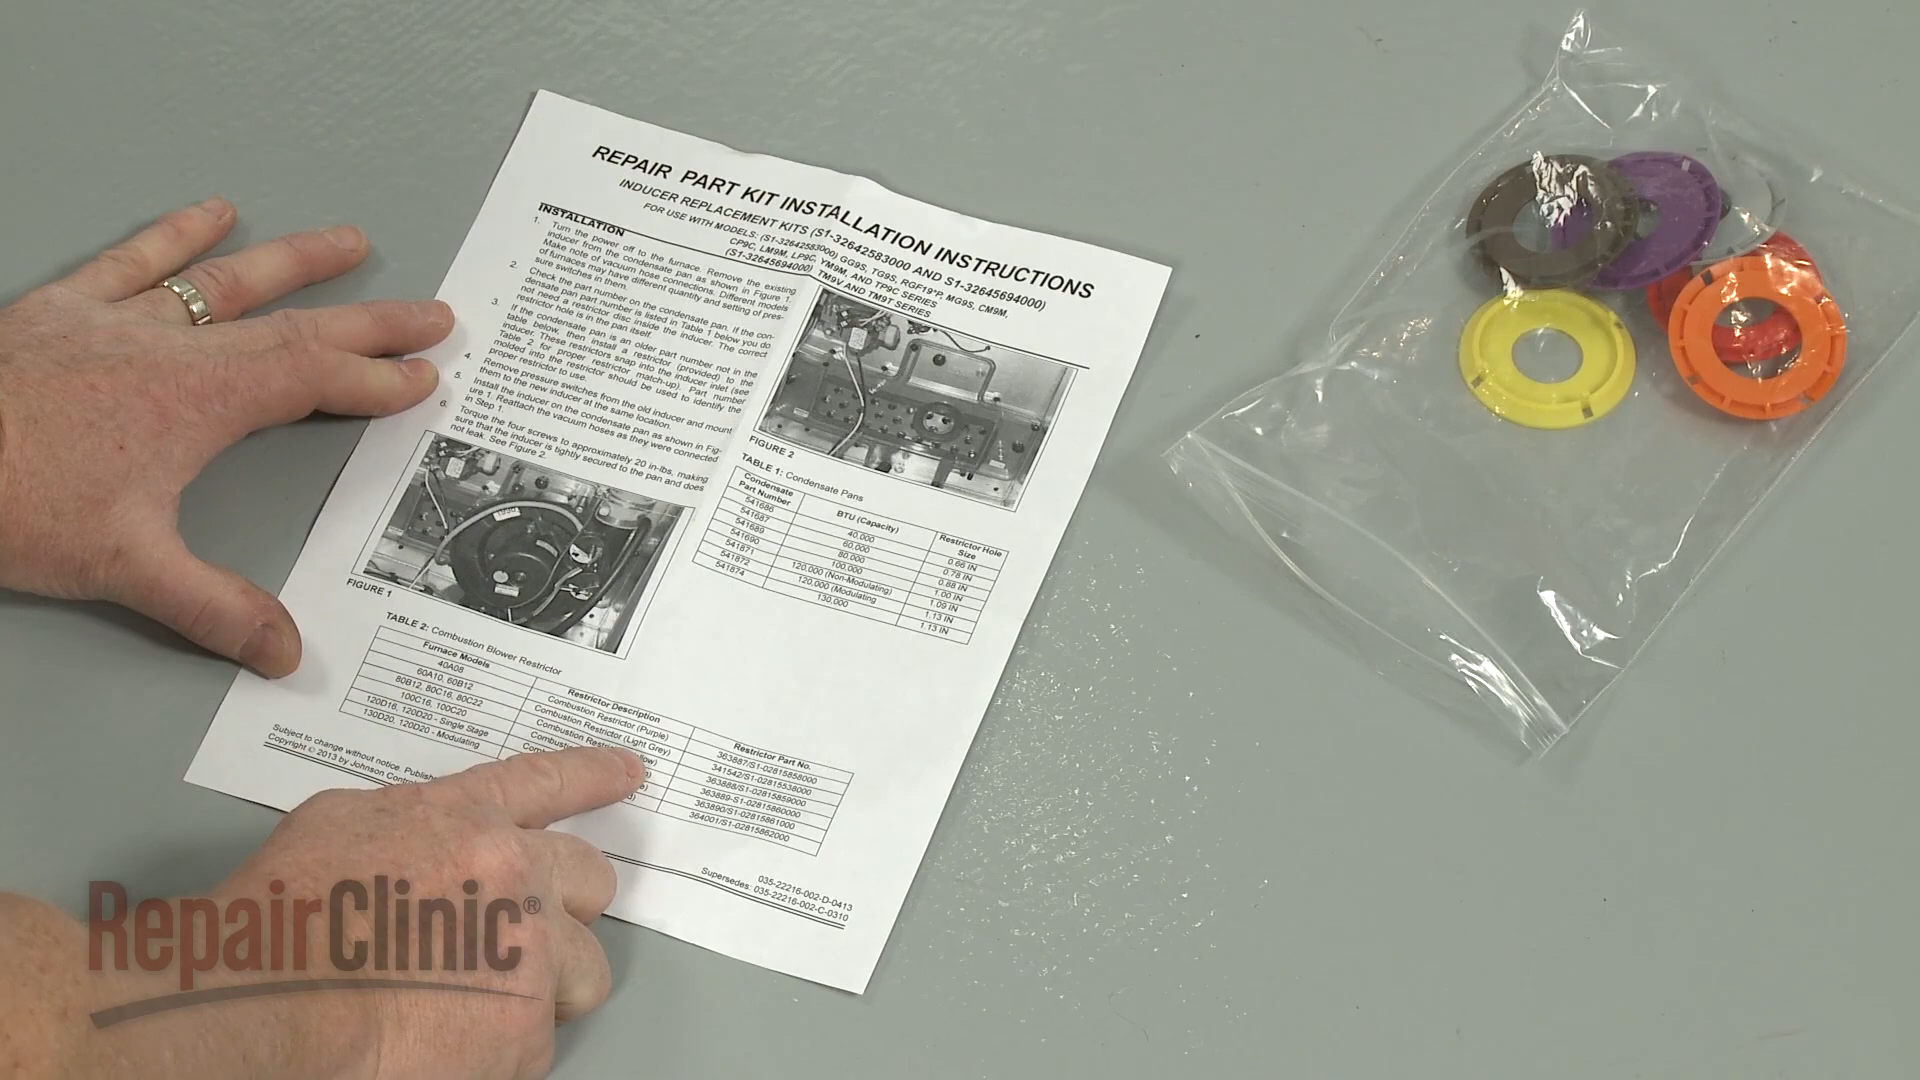 REPAIR PART KIT INSTALLATION INSTRUCTIONS
INDUCER REPLACEMENT KITS (S1-32642583000 AND S1-32645694000)
FOR USE WITH MODELS: (S1-32642583000) GG9S, TG9S, RGF19*P, MG9S, CM9M,
CP9C, LM9M, LP9C, YM9M, AND TP9C SERIES
(S1-32645694000) TM9V AND TM9T SERIES
INSTALLATION
1. Turn the power off to the furnace. Remove the existing
inducer from the condensate pan as shown in Figure 1.
Make note of vacuum hose connections. Different models
of furnaces may have different quantity and setting of pres-
sure switches in them.
2. Check the part number on the condensate pan. If the con-
densate pan part number is listed in Table 1 below you do
not need a restrictor disc inside the inducer. The correct
restrictor hole is in the pan itself.
3. If the condensate pan is an older part number not in the
table below, then install a restrictor (provided) to the
inducer. These restrictors snap into the inducer inlet (see
Table 2 for proper restrictor match-up). Part number
molded into the restrictor should be used to identify the
proper restrictor to use.
4. Remove pressure switches from the old inducer and mount
them to the new inducer at the same location.
5. Install the inducer on the condensate pan as shown in Fig-
ure 1. Reattach the vacuum hoses as they were connected
in Step 1.
6. Torque the four screws to approximately 20 in-lbs, making
sure that the inducer is tightly secured to the pan and does
not leak. See Figure 2.
FIGURE 1
FIGURE 2
TABLE 1: Condensate Pans
Condensate Part Number BTU (Capacity) Restrictor Hole Size
541686 40,000 0.66 IN
541687 60,000 0.78 IN
541689 80,000 0.88 IN
541690 100,000 1.00 IN
541871 120,000 (Non-Modulating) 1.09 IN
541872 120,000 (Modulating 1.13 IN
541874 130,000 1.13 IN
TABLE 2: Combustion Blower Restrictor
Furnace Models Restrictor Description Restrictor Part No.
40A08 Combustion Restrictor (Purple) 363887/S1-02815858000
60A10, 60B12 Combustion Restrictor (Light Grey) 341542/S1-02815538000
80B12, 80C16, 80C22 Combustion Restri llow) 363888/S1-02815859000
100C16, 100C20 Combus 363889-S1-02815860000
120D16, 120D20 - Single Stage Comb 363890/S1-02815861000
130D20, 120D20 - Modulating 364001/S1-02815862000
Subject to change without notice. Publish
Copyright © 2013 by Johnson Control
035-22216-002-D-0413
Supersedes: 035-22216-002-C-0310
RepairClinic®